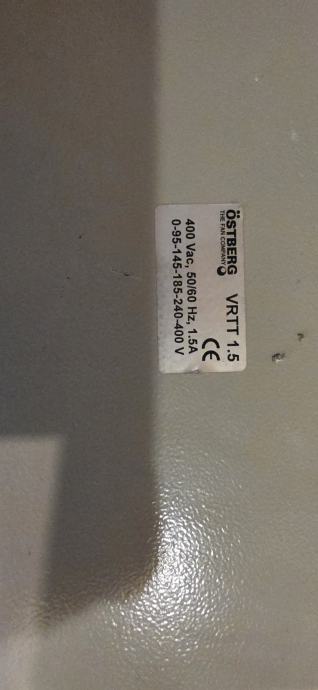 ÖSTBERG VRTT 1.5
THE FAN COMPANY
CE
400 Vac, 50/60 Hz, 1.5A
0-95-145-185-240-400 V